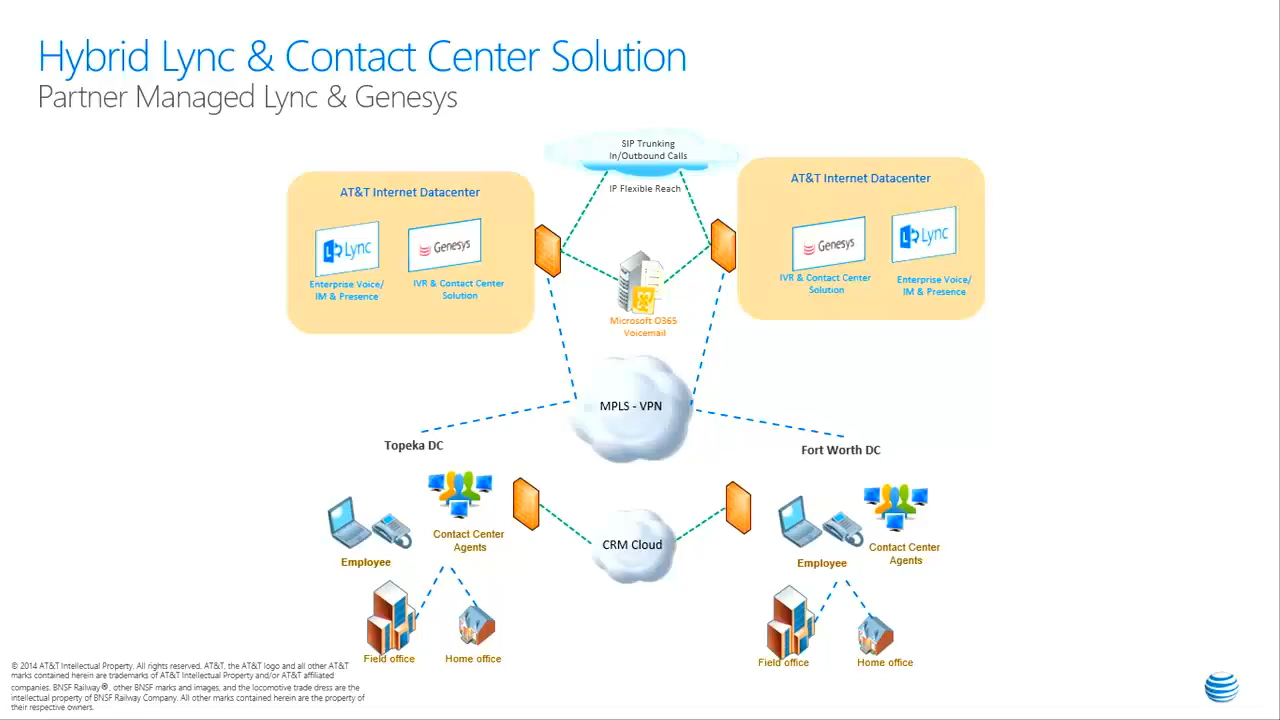 Hybrid Lync & Contact Center Solution
Partner Managed Lync & Genesys
SIP Trunking
In/Outbound Calls
IP Flexible Reach
AT&T Internet Datacenter
Lync
Genesys
Enterprise Voice/
IM & Presence
IVR & Contact Center
Solution
AT&T Internet Datacenter
Genesys
Lync
IVR & Contact Center
Solution
Enterprise Voice/
IM & Presence
Microsoft O365
Voicemail
MPLS - VPN
Topeka DC
Fort Worth DC
Contact Center
Agents
Employee
CRM Cloud
Contact Center
Agents
Employee
Field office
Home office
Field office
Home office
© 2014 AT&T Intellectual Property. All rights reserved. AT&T, the AT&T logo and all other AT&T
marks contained herein are trademarks of AT&T Intellectual Property and/or AT&T affiliated
companies. BNSF Railway®, other BNSF marks and images, and the locomotive trade dress are the
intellectual property of BNSF Railway Company. All other marks contained herein are the property of
their respective owners.